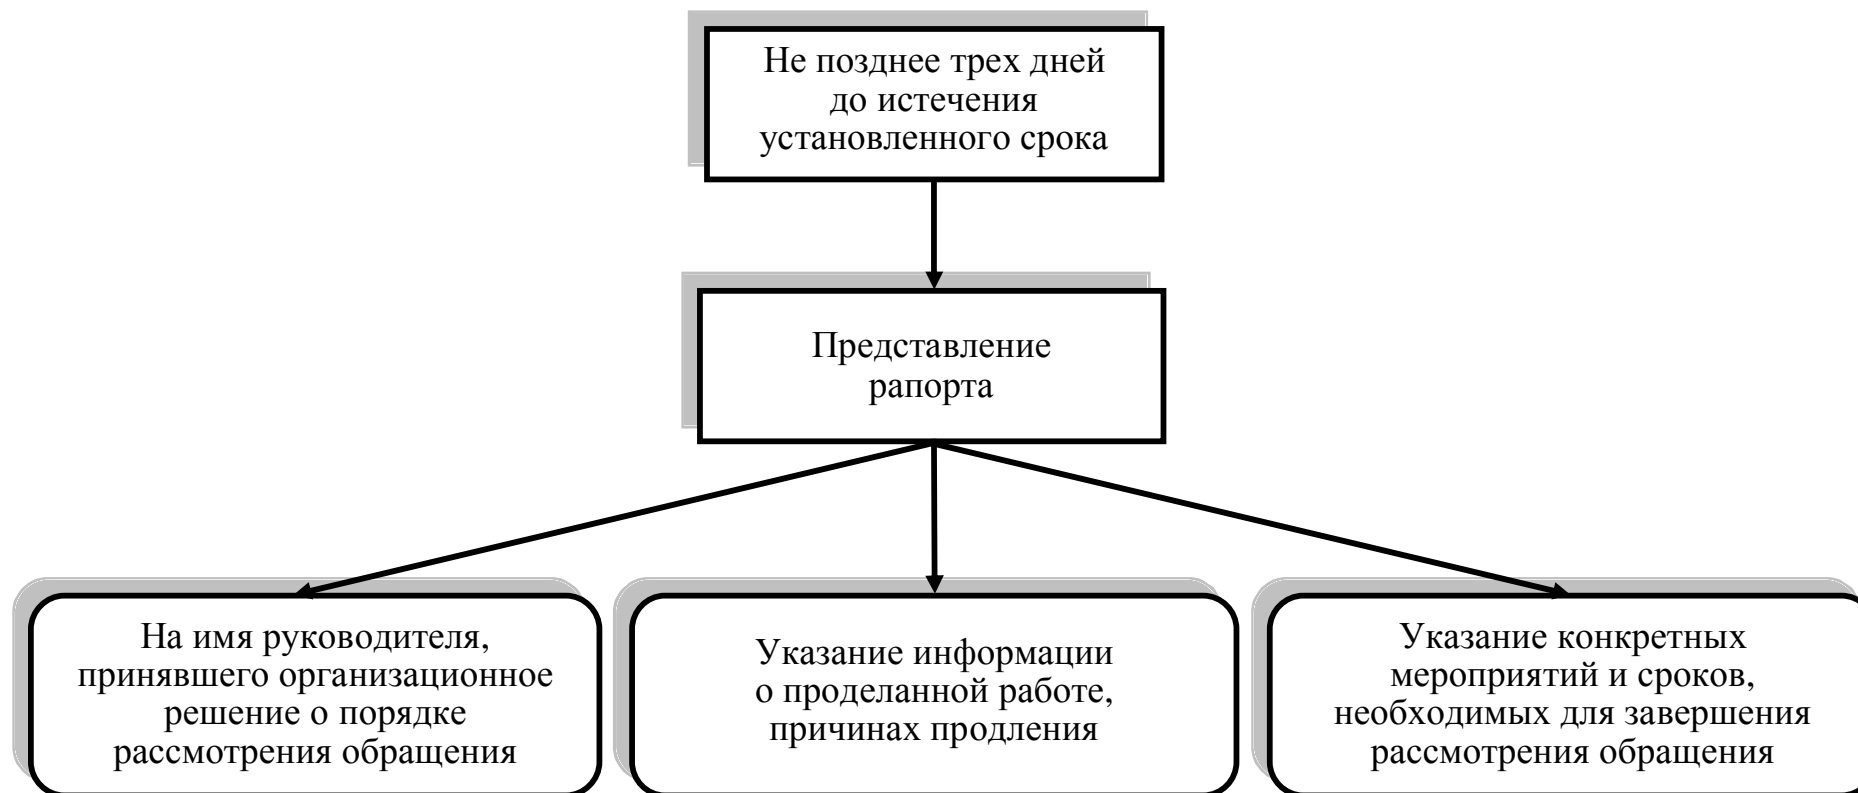 Не позднее трех дней
до истечения
установленного срока
Представление
рапорта
На имя руководителя,
принявшего организационное
решение о порядке
рассмотрения обращения
Указание информации
о проделанной работе,
причинах продления
Указание конкретных
мероприятий и сроков,
необходимых для завершения
рассмотрения обращения